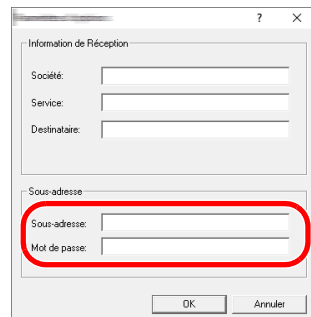 ?
Information de Réception
Société:
Service:
Destinataire:
Sous-adresse
Sous-adresse:
Mot de passe:
OK Annuler